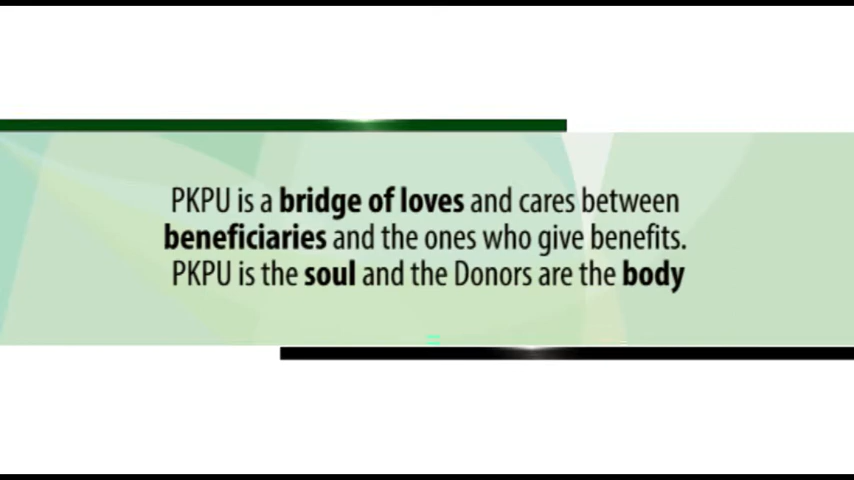 PKPU is a bridge of loves and cares between
beneficiaries and the ones who give benefits.
PKPU is the soul and the Donors are the body